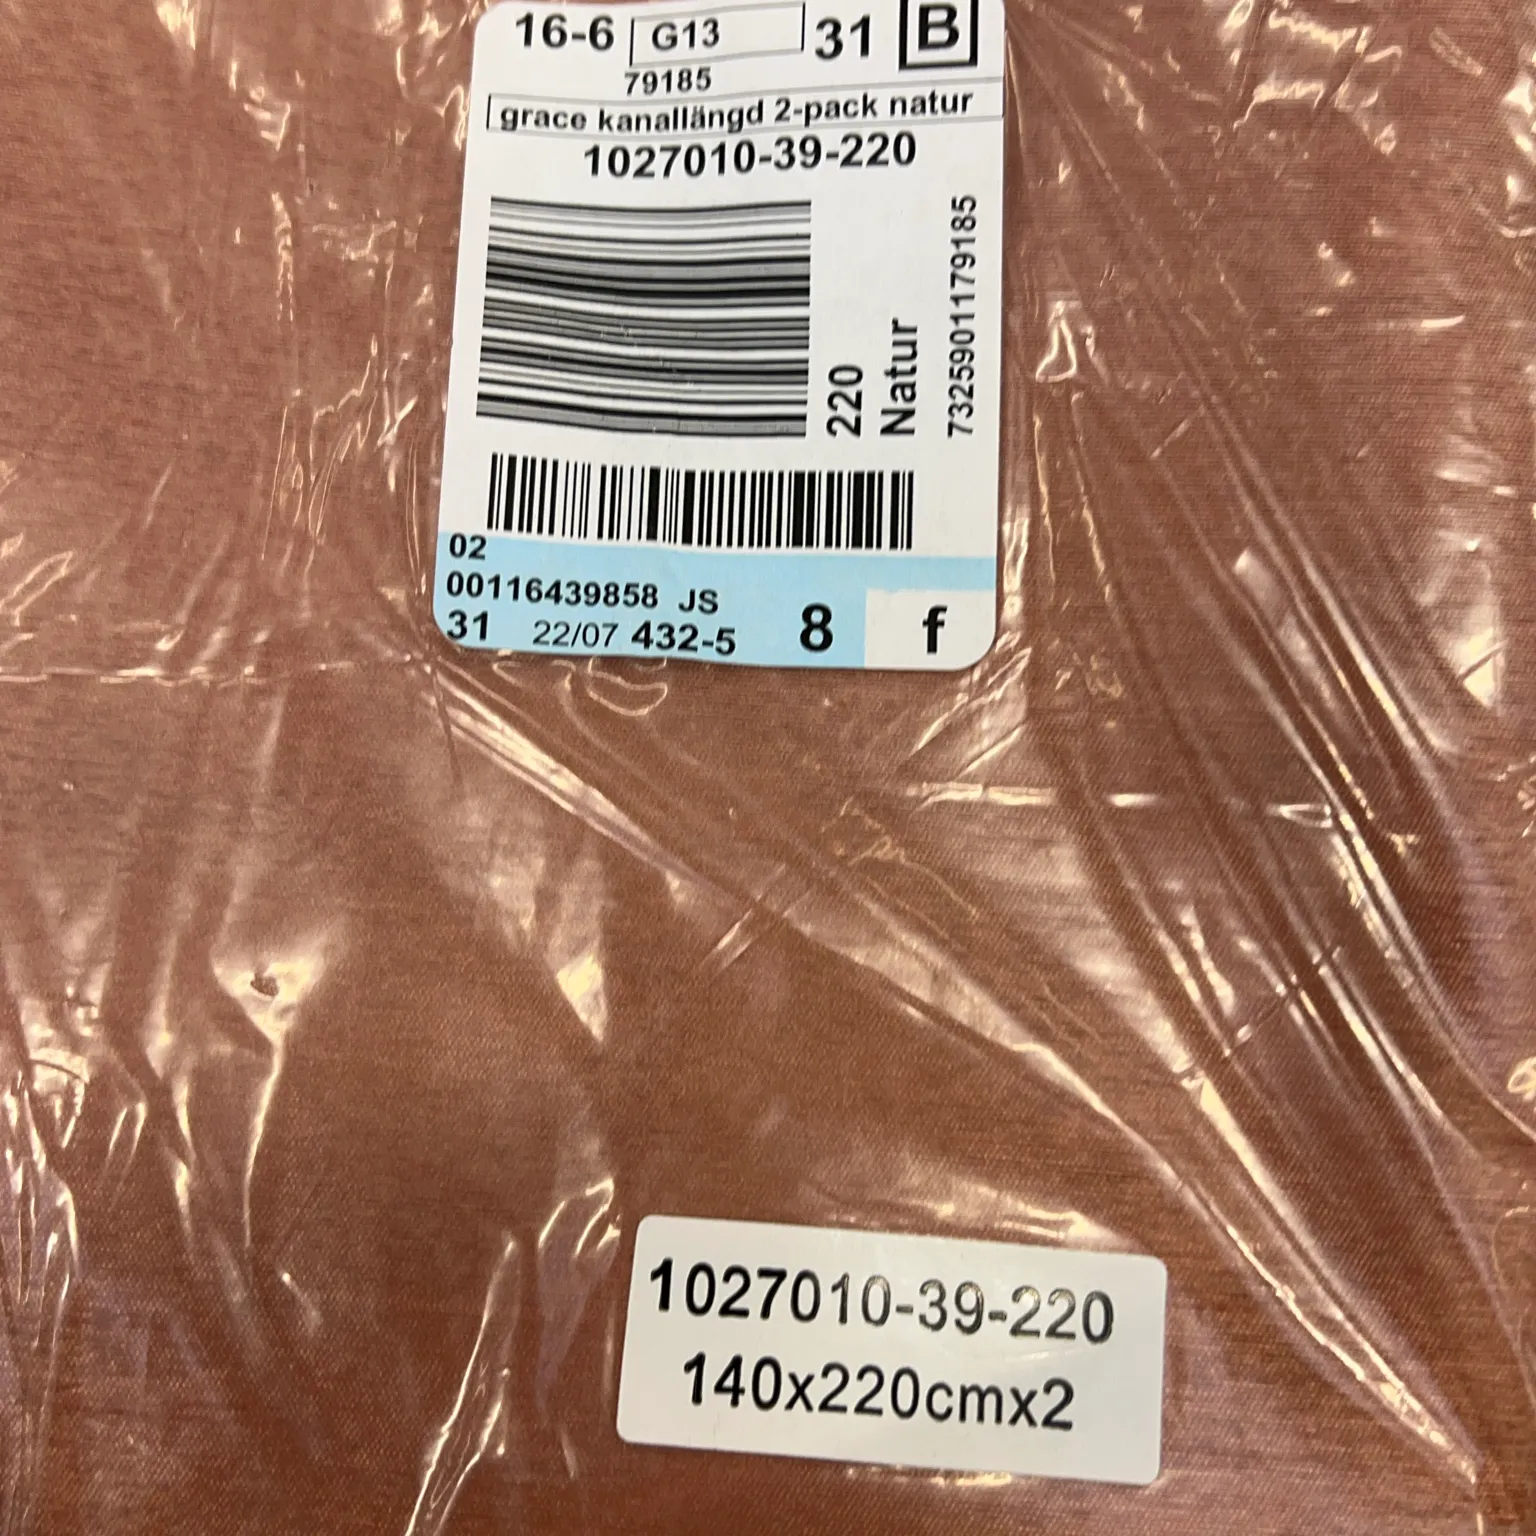 16-6 G13 31 B
79185
grace kanallängd 2-pack natur
1027010-39-220
220
Natur
7325901179185
02
00116439858 JS
31 22/07 432-5 8 f
1027010-39-220
140x220cmx2